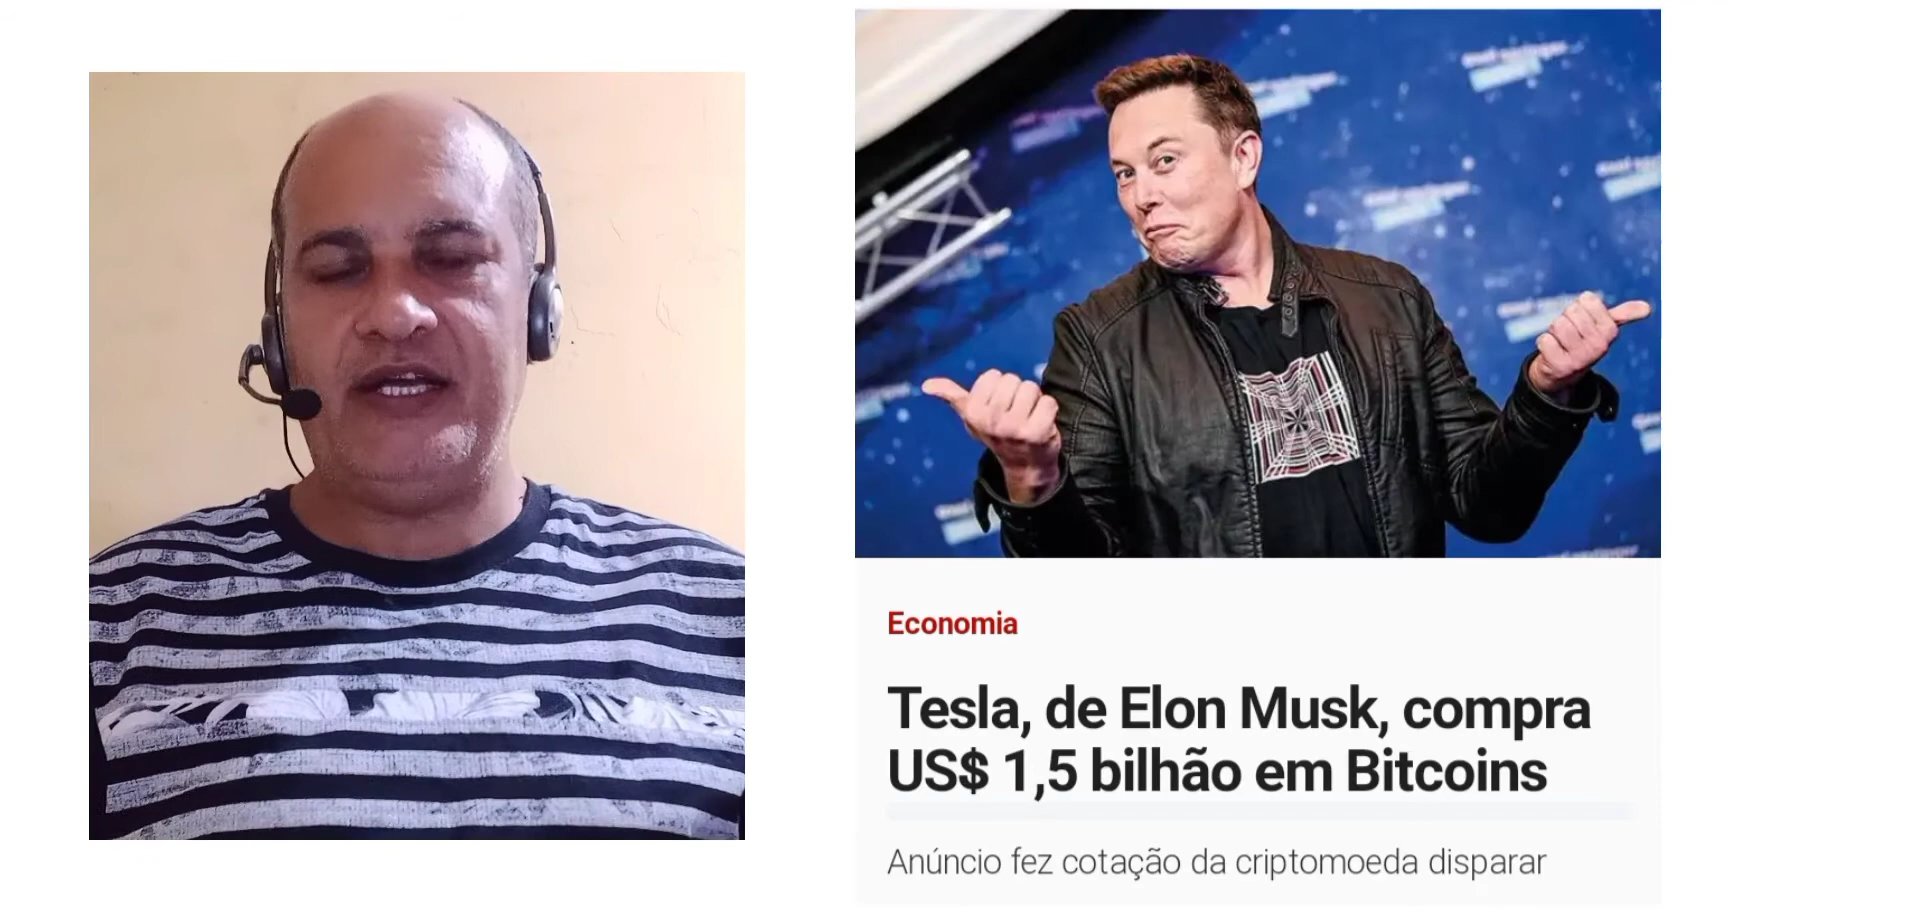 Economia
Tesla, de Elon Musk, compra
US$ 1,5 bilhão em Bitcoins
Anúncio fez cotação da criptomoeda disparar